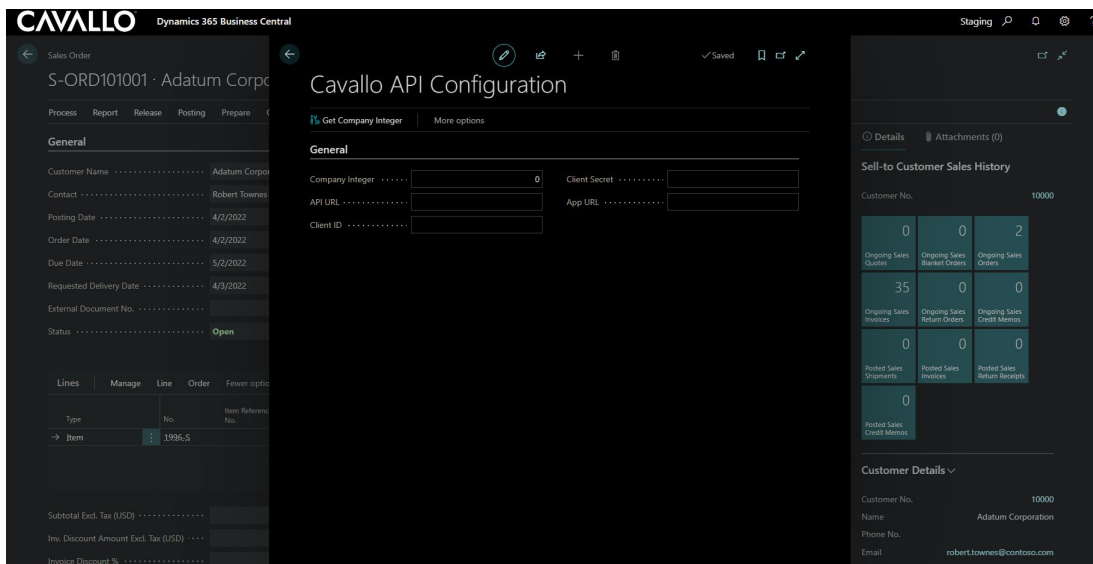 CAVALLO Dynamics 365 Business Central Staging
Sales Order
S-ORD101001 · Adatum Corpo
Process Report Release Posting Prepare
General
Customer Name Adatum Corpor
Contact Robert Townes
Posting Date 4/2/2022
Order Date 4/2/2022
Due Date 5/2/2022
Requested Delivery Date 4/3/2022
External Document No.
Status Open
Lines Manage Line Order Fewer optio
Type No. Item Referenc
No.
Item 1996-S
Subtotal Excl. Tax (USD)
Inv. Discount Amount Excl. Tax (USD)
Invoice Discount %
Saved
Cavallo API Configuration
Get Company Integer More options
General
Company Integer 0 Client Secret
API URL App URL
Client ID
Details Attachments (0)
Sell-to Customer Sales History
Customer No. 10000
0 0 2
Ongoing Sales Quotes Ongoing Sales Blanket Orders Ongoing Sales Orders
35 0 0
Ongoing Sales Invoices Ongoing Sales Return Orders Ongoing Sales Credit Memos
0 0 0
Posted Sales Shipments Posted Sales Invoices Posted Sales Return Receipts
0
Posted Sales Credit Memos
Customer Details
Customer No. 10000
Name Adatum Corporation
Phone No.
Email robert.townes@contoso.com